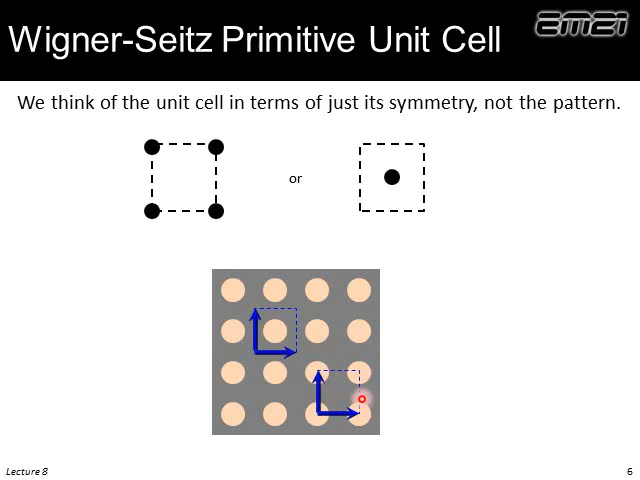 Wigner-Seitz Primitive Unit Cell
EM21
We think of the unit cell in terms of just its symmetry, not the pattern.
or
Lecture 8
6